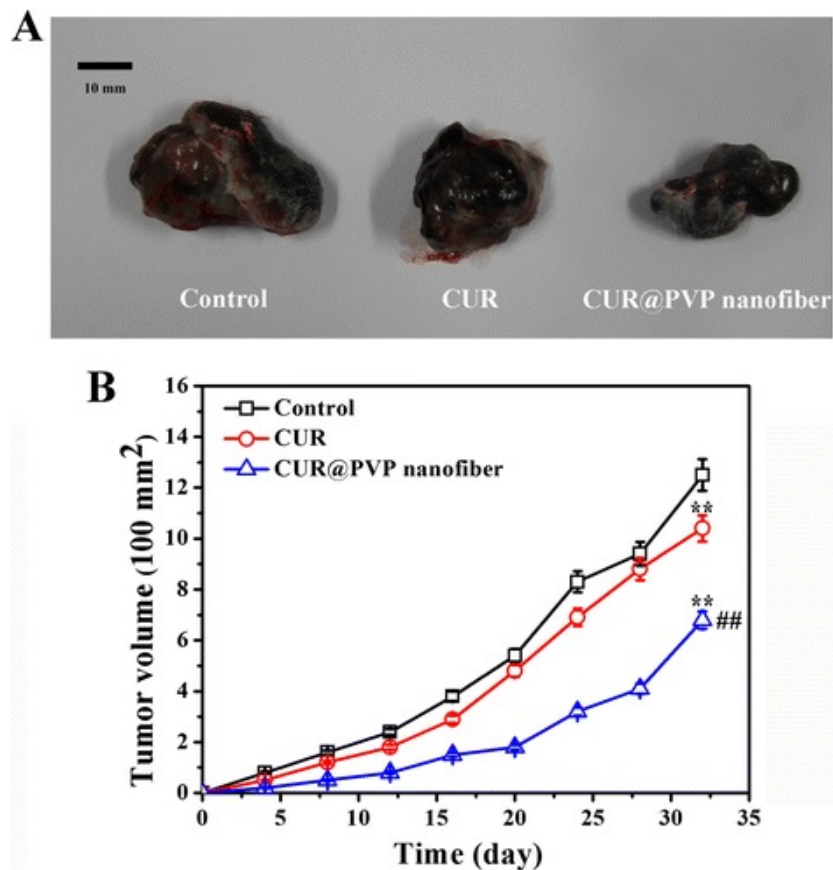 A
10 mm
Control
CUR
CUR@PVP nanofiber
B
Control
CUR
CUR@PVP nanofiber
Tumor volume (100 mm2)
16
14
12
10
8
6
4
2
0
**
**
##
0
5
10
15
20
25
30
35
Time (day)